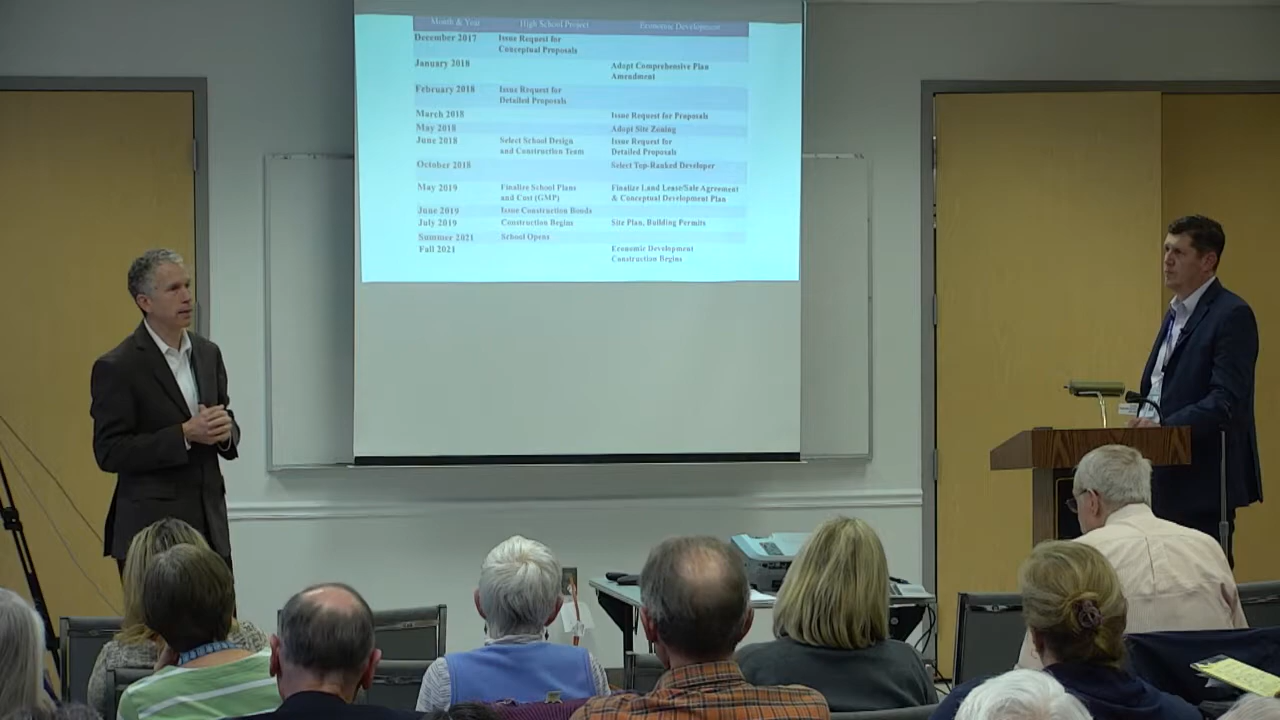 Month & Year High School Project Economic Development
December 2017 Issue Request for
Conceptual Proposals
January 2018 Adopt Comprehensive Plan
Amendment
February 2018 Issue Request for
Detailed Proposals
March 2018 Issue Request for Proposals
May 2018 Adopt Site Zoning
June 2018 Select School Design Issue Request for
and Construction Team Detailed Proposals
October 2018 Select Top-Ranked Developer
May 2019 Finalize School Plans Finalize Land Lease/Sale Agreement
and Cost (GMP) & Conceptual Development Plan
June 2019 Issue Construction Bonds
July 2019 Construction Begins Site Plan, Building Permits
Summer 2021 School Opens
Fall 2021 Economic Development
Construction Begins